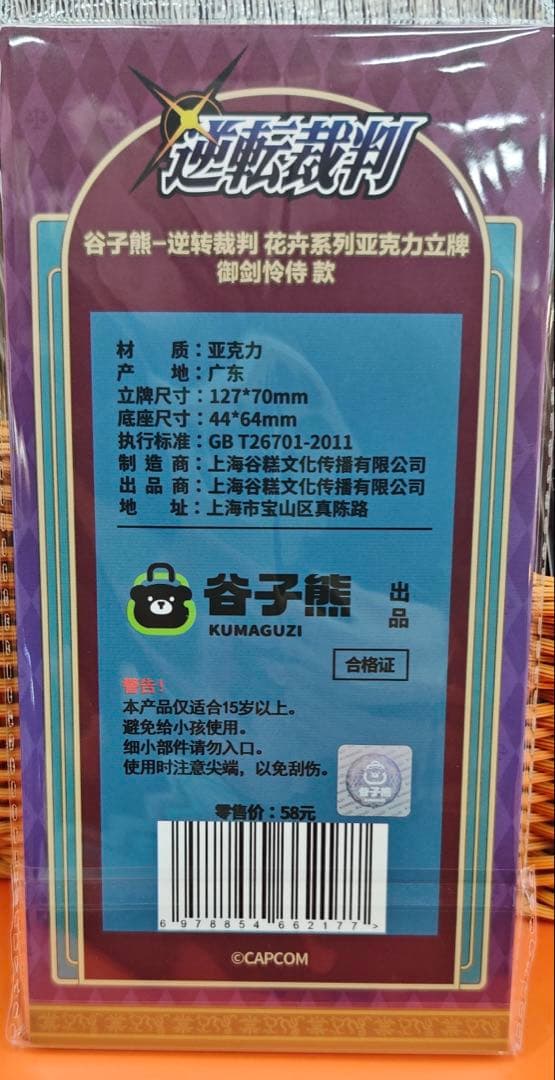 逆転裁判
谷子熊-逆转裁判 花卉系列亚克力立牌
御剑怜侍 款
材 质：亚克力
产 地：广东
立牌尺寸：127*70mm
底座尺寸：44*64mm
执行标准：GB T26701-2011
制 造 商：上海谷糕文化传播有限公司
出 品 商：上海谷糕文化传播有限公司
地 址：上海市宝山区真陈路
谷子熊
KUMAGUZI
出品
合格证
警告！
本产品仅适合15岁以上。
避免给小孩使用。
细小部件请勿入口。
使用时注意尖端，以免刮伤。
谷子熊
KUMAGUZI
零售价：58元
6 978854 662177 >
©CAPCOM